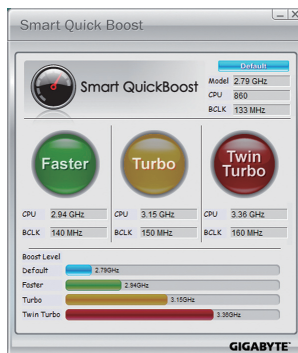 Smart Quick Boost
Default
Smart QuickBoost
Model 2.79 GHz
CPU 860
BCLK 133 MHz
Faster
Turbo
Twin Turbo
CPU 2.94 GHz
CPU 3.15 GHz
CPU 3.36 GHz
BCLK 140 MHz
BCLK 150 MHz
BCLK 160 MHz
Boost Level
Default 2.79GHz
Faster 2.94GHz
Turbo 3.15GHz
Twin Turbo 3.36GHz
GIGABYTE